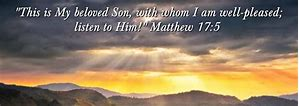 "This is My beloved Son, with whom I am well-pleased;
listen to Him!" Matthew 17:5